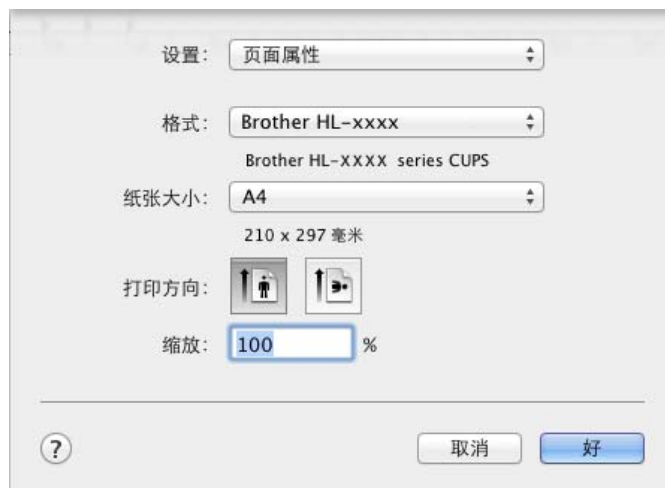 设置： 页面属性
格式： Brother HL-xxxx
Brother HL-XXXX series CUPS
纸张大小： A4
210 x 297 毫米
打印方向：
缩放： 100 %
? 取消 好